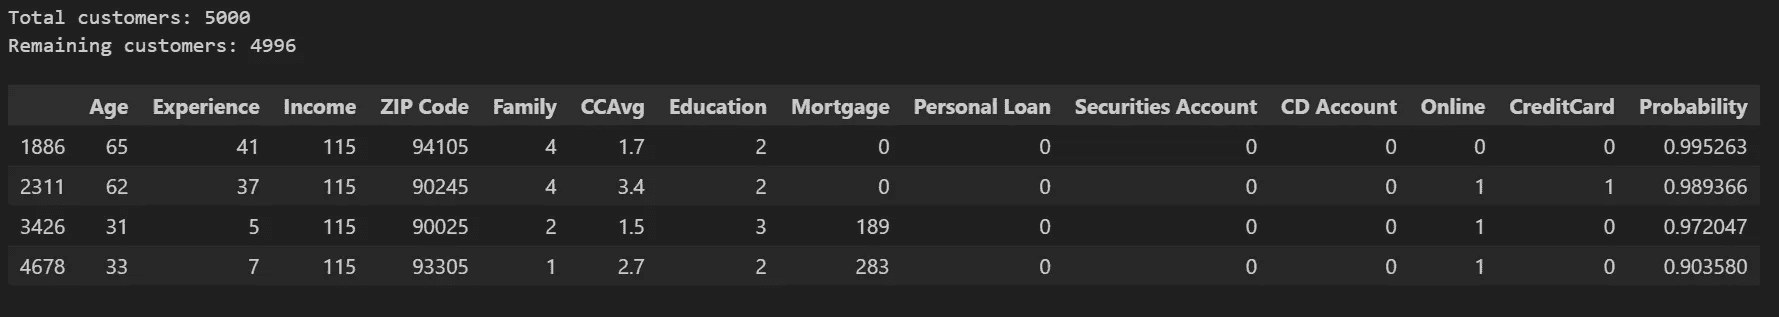 Total customers: 5000
Remaining customers: 4996
Age Experience Income ZIP Code Family CCAvg Education Mortgage Personal Loan Securities Account CD Account Online CreditCard Probability
1886 65 41 115 94105 4 1.7 2 0 0 0 0 0 0 0.995263
2311 62 37 115 90245 4 3.4 2 0 0 0 0 1 1 0.989366
3426 31 5 115 90025 2 1.5 3 189 0 0 0 1 0 0.972047
4678 33 7 115 93305 1 2.7 2 283 0 0 0 1 0 0.903580